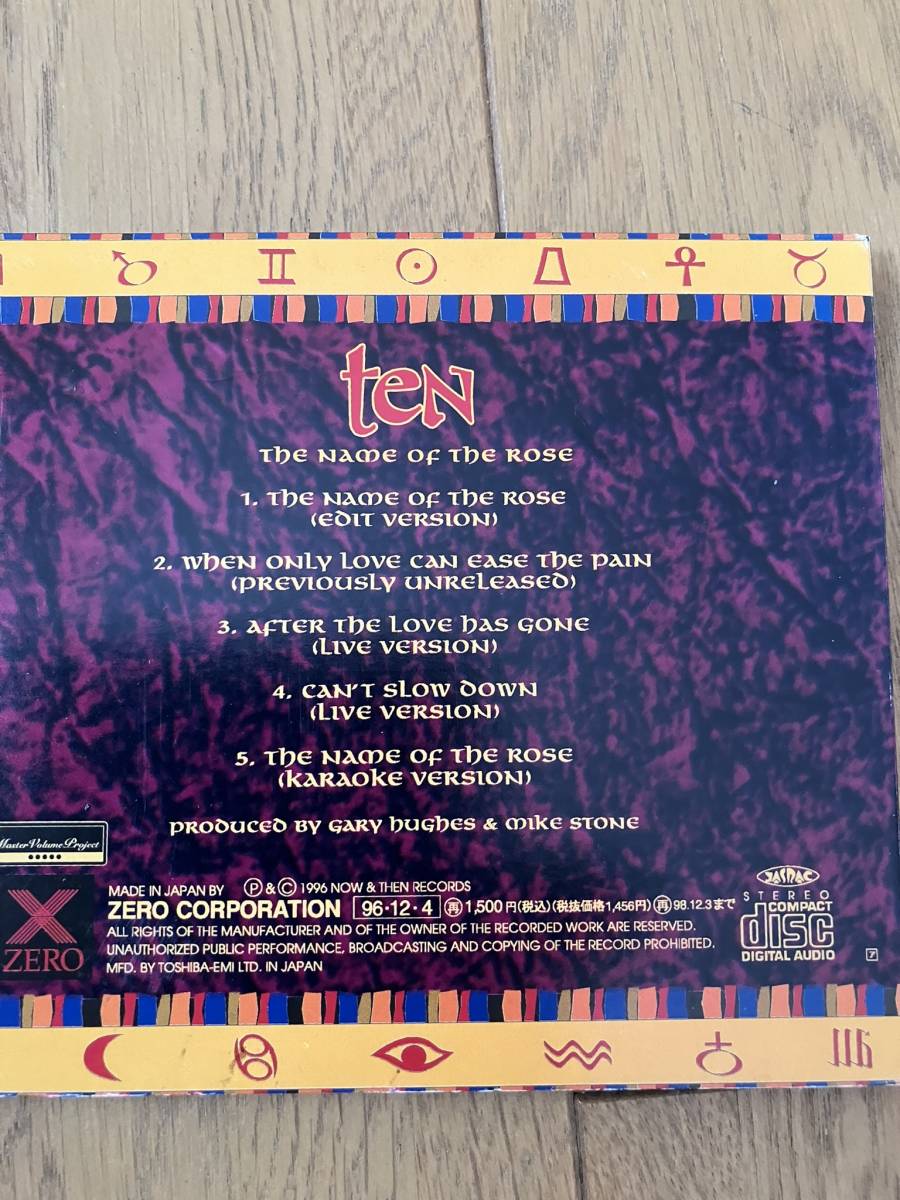 ten
THE NAME OF THE ROSE
1. THE NAME OF THE ROSE
(EDIT VERSION)
2. WHEN ONLY LOVE CAN EASE THE PAIN
(PREVIOUSLY UNRELEASED)
3. AFTER THE LOVE HAS GONE
(LIVE VERSION)
4. CAN'T SLOW DOWN
(LIVE VERSION)
5. THE NAME OF THE ROSE
(KARAOKE VERSION)
PRODUCED BY GARY HUGHES & MIKE STONE
Master Volume Project
ZERO
MADE IN JAPAN BY Ⓟ & © 1996 NOW & THEN RECORDS
ZERO CORPORATION 96・12・4 ㊢1,500円(税込)(税抜価格1,456円)㊢98.12.3まで
ALL RIGHTS OF THE MANUFACTURER AND OF THE OWNER OF THE RECORDED WORK ARE RESERVED.
UNAUTHORIZED PUBLIC PERFORMANCE, BROADCASTING AND COPYING OF THE RECORD PROHIBITED.
MFD. BY TOSHIBA-EMI LTD. IN JAPAN
JASRAC
STEREO
COMPACT
disc
DIGITAL AUDIO
ア